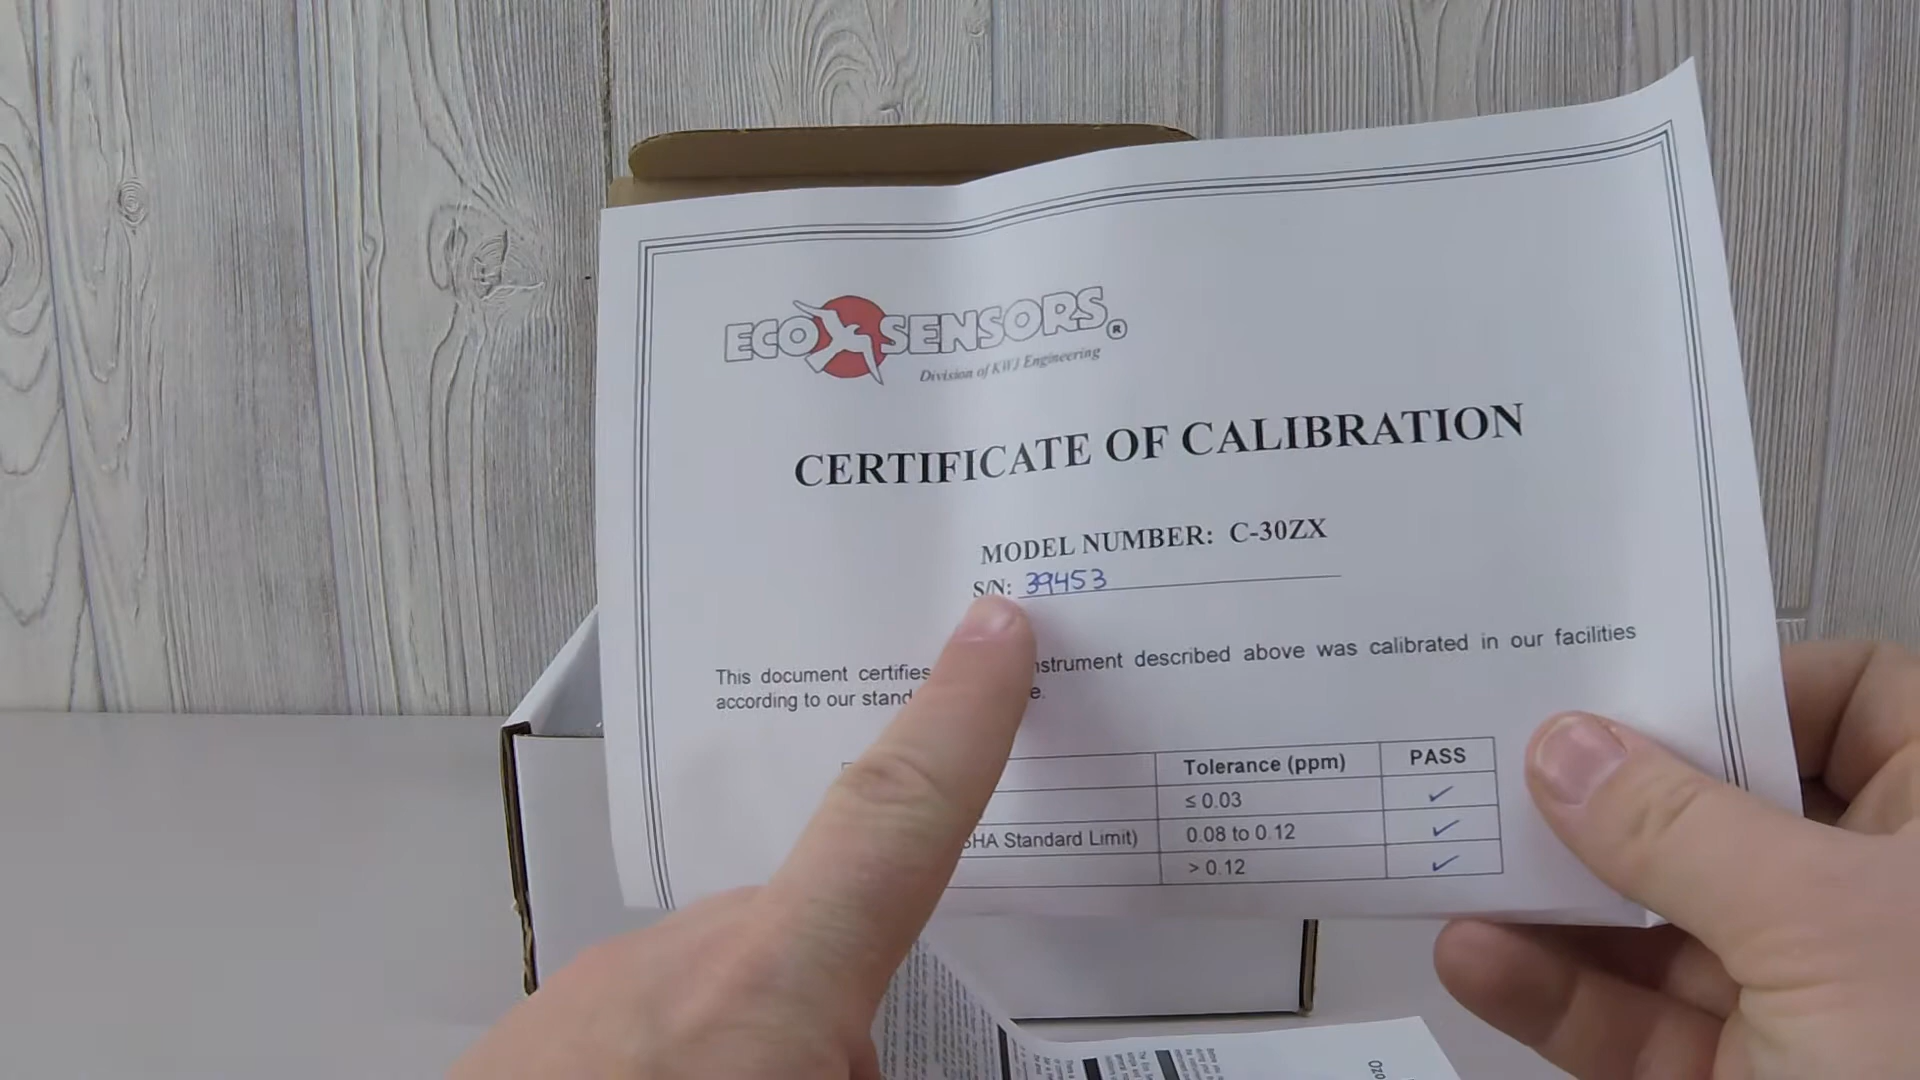 ECO SENSORS ®
Division of KWJ Engineering
CERTIFICATE OF CALIBRATION
MODEL NUMBER: C-30ZX
S/N: 39453
This document certifies nstrument described above was calibrated in our facilities
according to our stand e.
Tolerance (ppm) PASS
≤ 0.03 ✓
SHA Standard Limit) 0.08 to 0.12 ✓
> 0.12 ✓